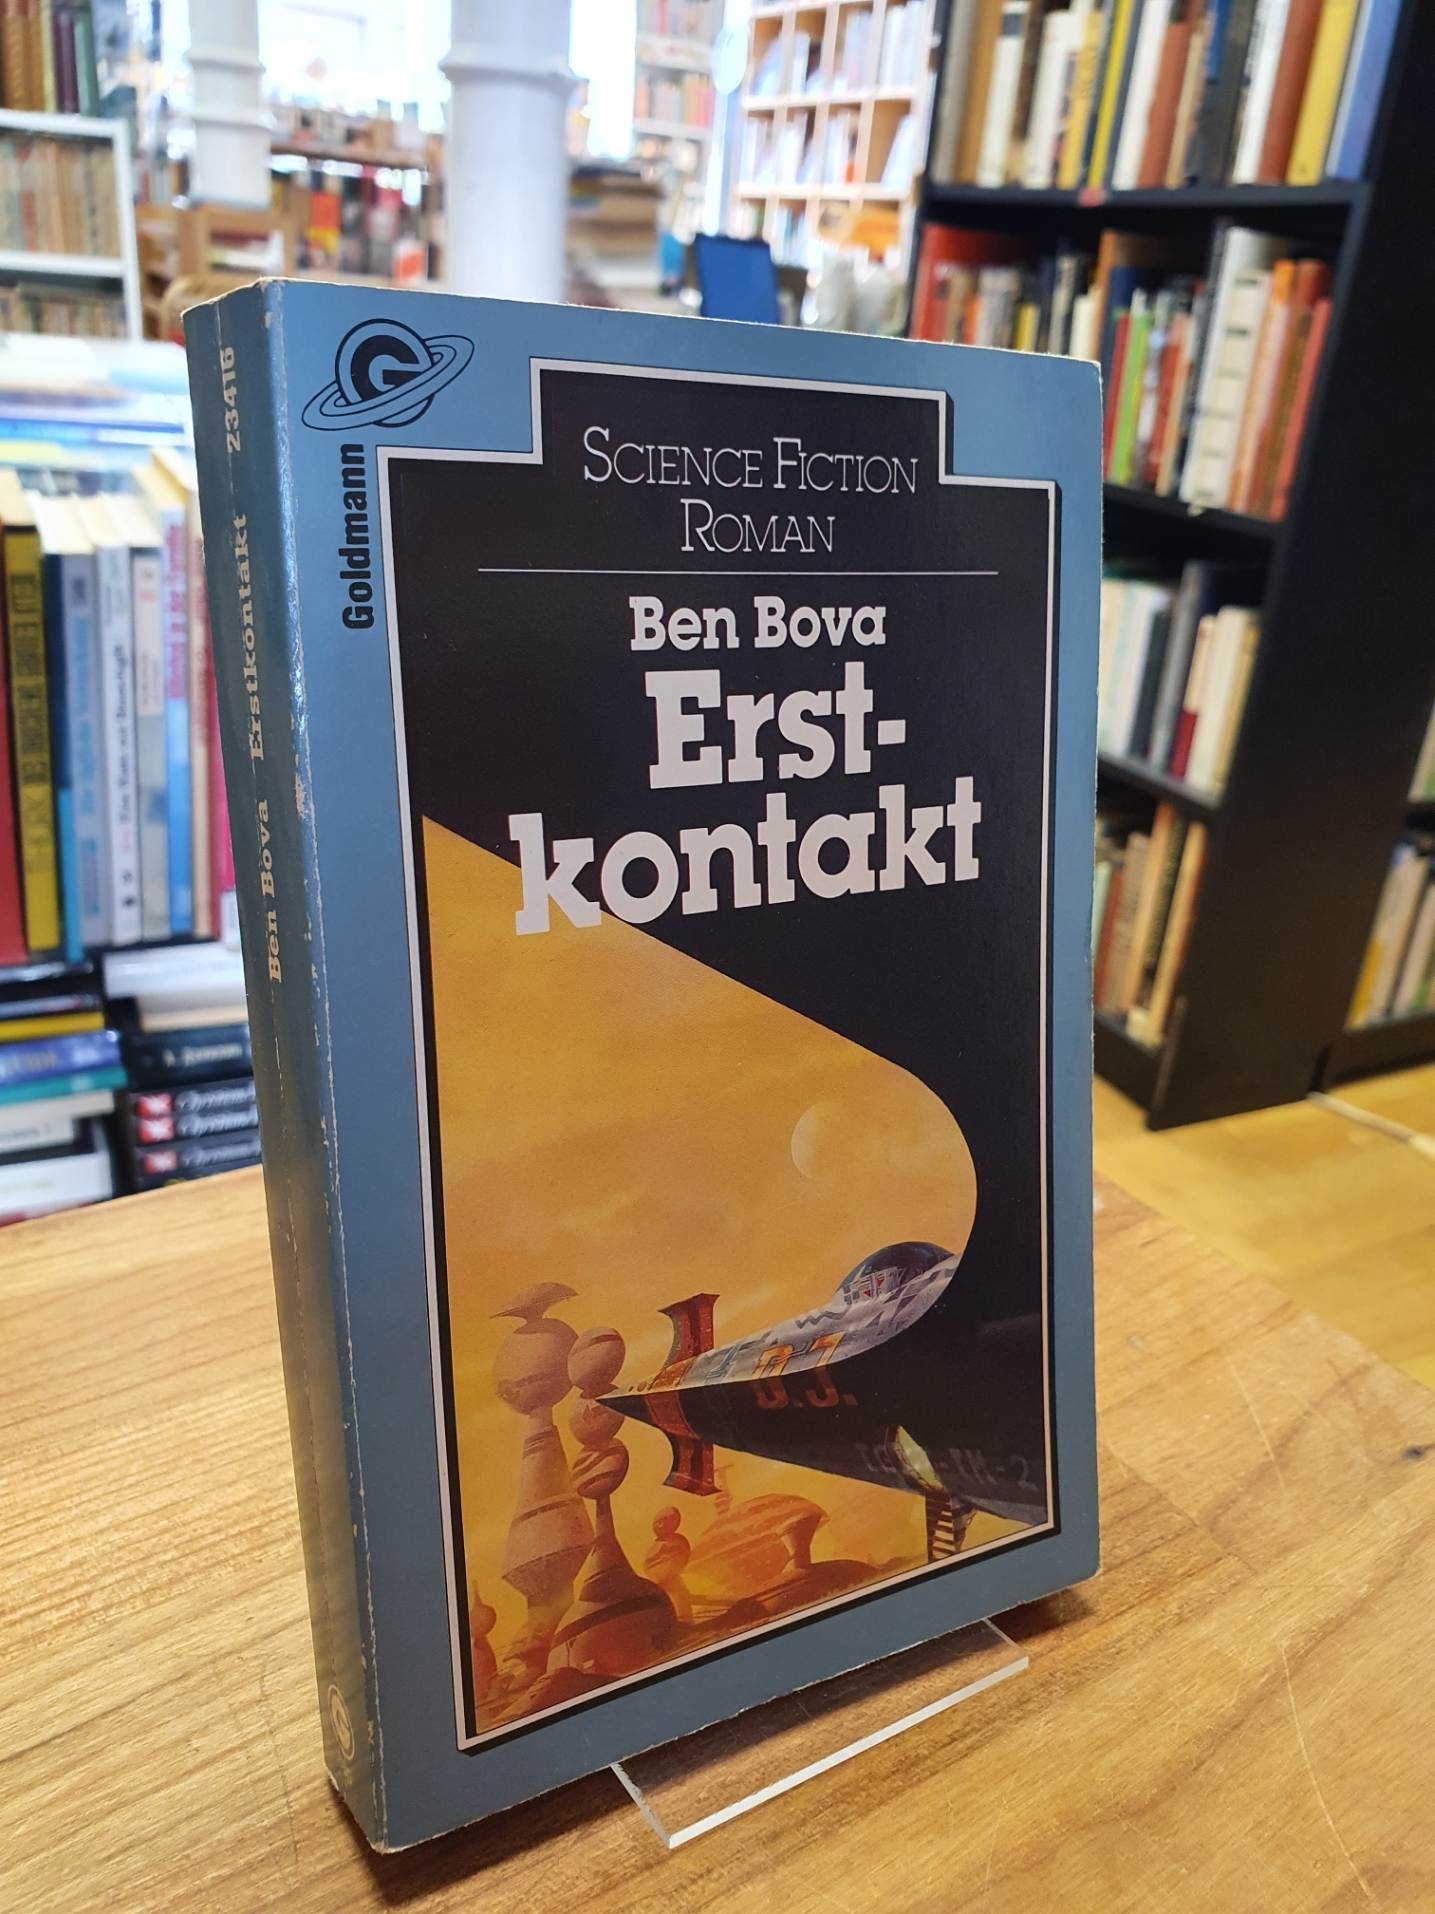 G
Goldmann
SCIENCE FICTION
ROMAN
Ben Bova
Erst-
kontakt
D.J.
Ben Bova Erstkontakt 23416
G